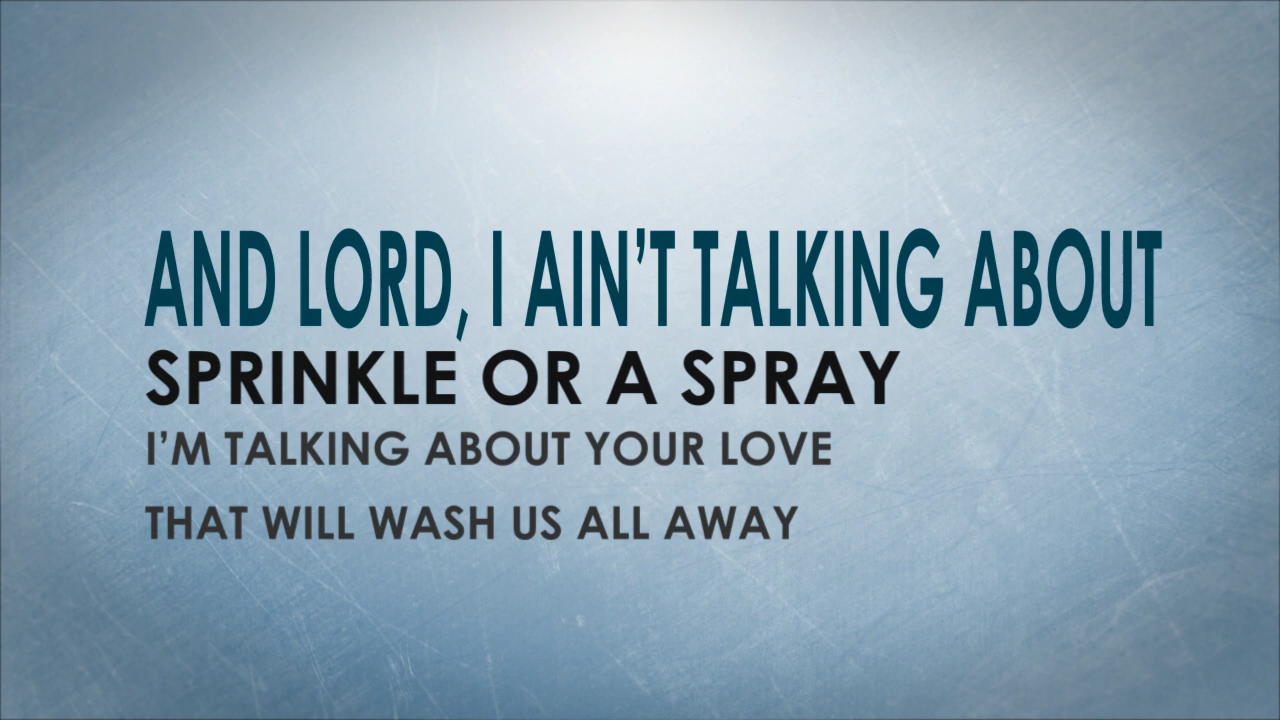 AND LORD, I AIN'T TALKING ABOUT
SPRINKLE OR A SPRAY
I'M TALKING ABOUT YOUR LOVE
THAT WILL WASH US ALL AWAY